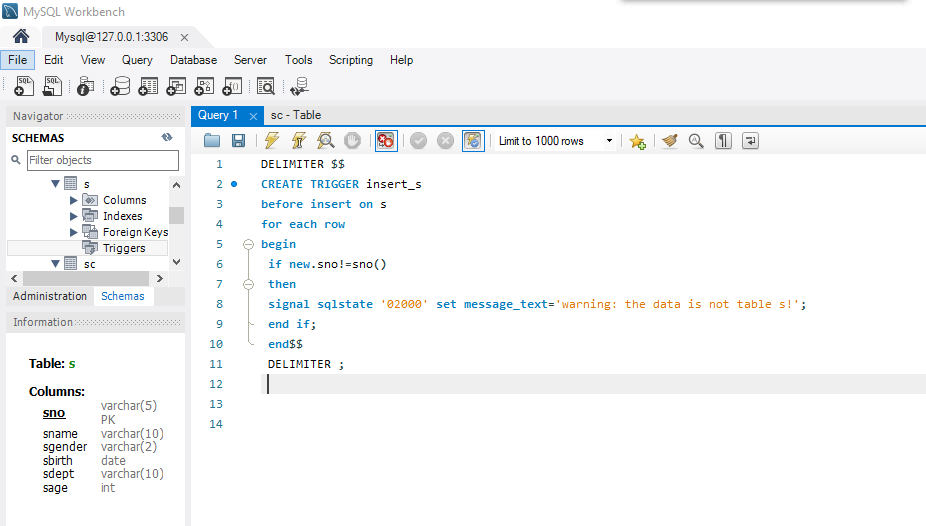 MySQL Workbench
Mysql@127.0.0.1:3306
File Edit View Query Database Server Tools Scripting Help
Navigator
SCHEMAS
Filter objects
s
Columns
Indexes
Foreign Keys
Triggers
sc
Administration Schemas
Information
Table: s
Columns:
sno varchar(5)
PK
sname varchar(10)
sgender varchar(2)
sbirth date
sdept varchar(10)
sage int
Query 1 sc - Table
Limit to 1000 rows
1 DELIMITER $$
2 CREATE TRIGGER insert_s
3 before insert on s
4 for each row
5 begin
6 if new.sno!=sno()
7 then
8 signal sqlstate '02000' set message_text='warning: the data is not table s!';
9 end if;
10 end$$
11 DELIMITER ;
12
13
14